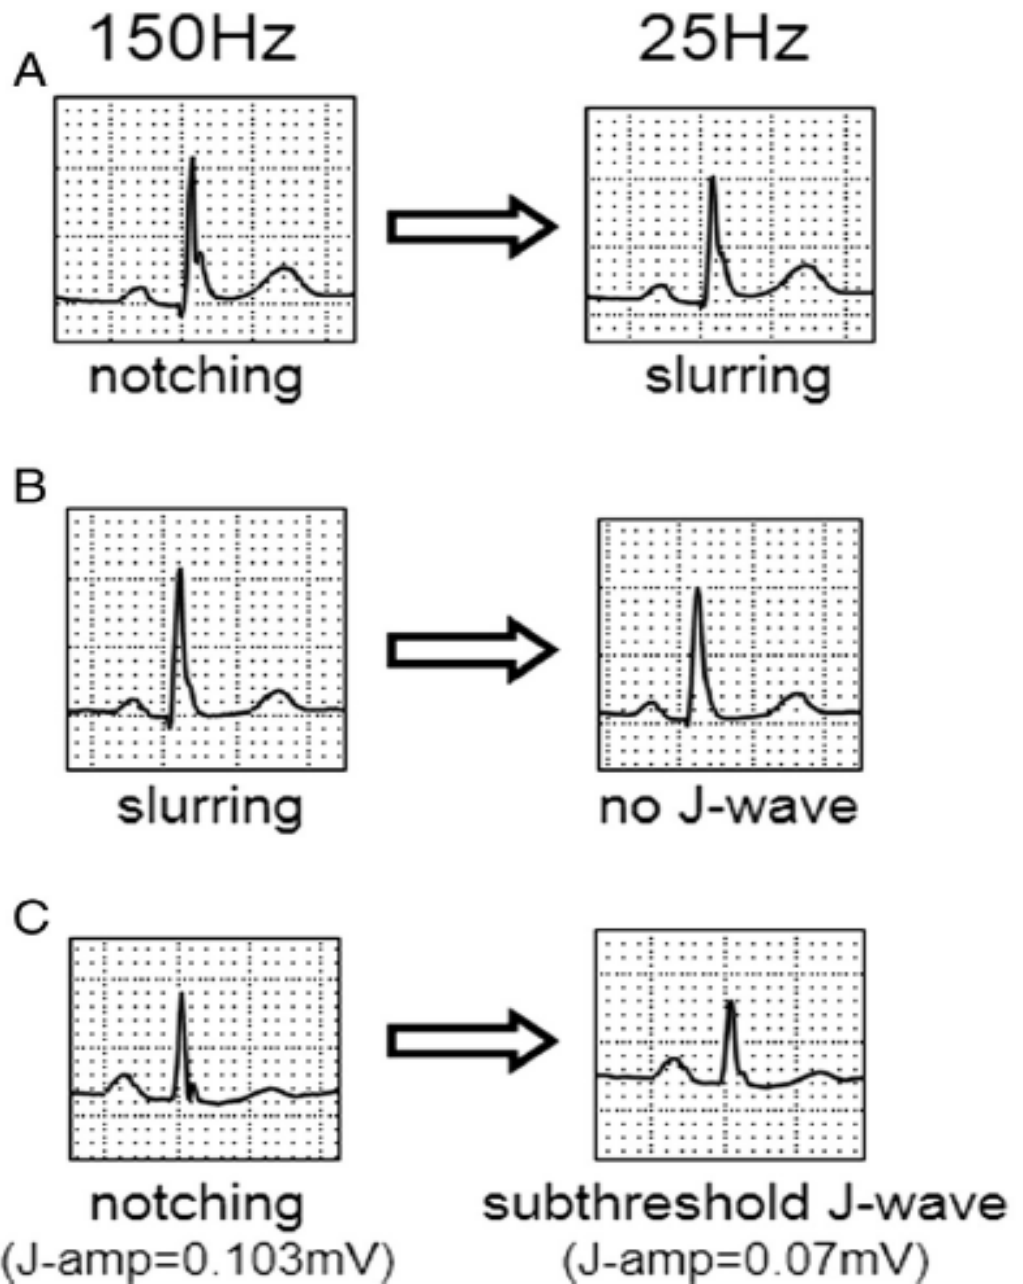 150Hz 25Hz
A
notching slurring
B
slurring no J-wave
C
notching subthreshold J-wave
(J-amp=0.103mV) (J-amp=0.07mV)